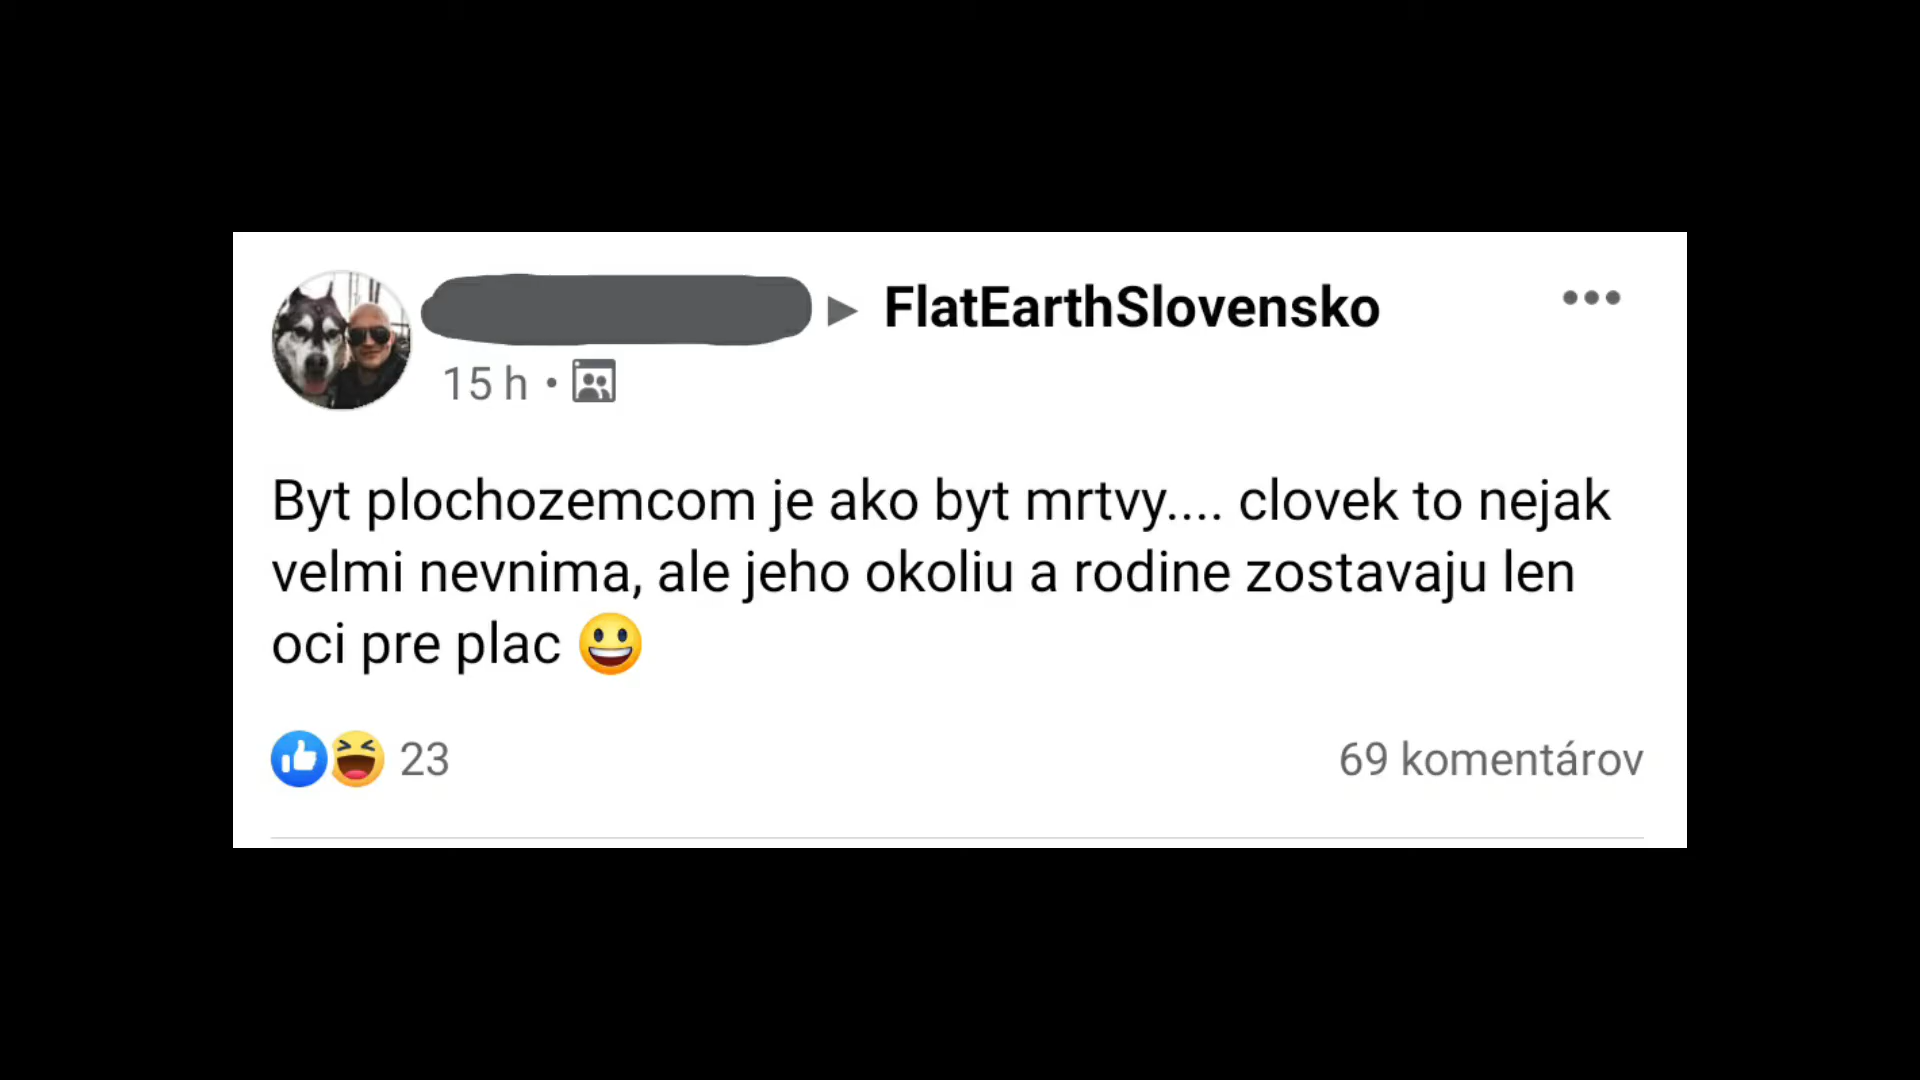 FlatEarthSlovensko
15 h •
Byt plochozemcom je ako byt mrtvy.... clovek to nejak
velmi nevnima, ale jeho okoliu a rodine zostavaju len
oci pre plac 😃
23
69 komentárov